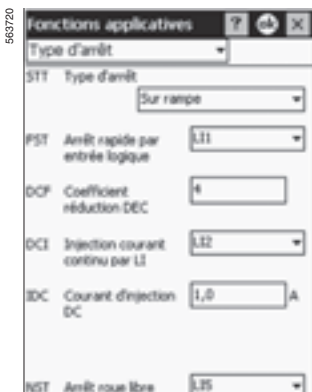 563720
Fonctions applicatives ? ok ×
Type d'arrêt
STT Type d'arrêt
Sur rampe
FST Arrêt rapide par LI1
entrée logique
DCF Coefficient 4
réduction DEC
DCI Injection courant LI2
continu par LI
IDC Courant d'injection 1,0 A
DC
NST Arrêt roue libre LI5